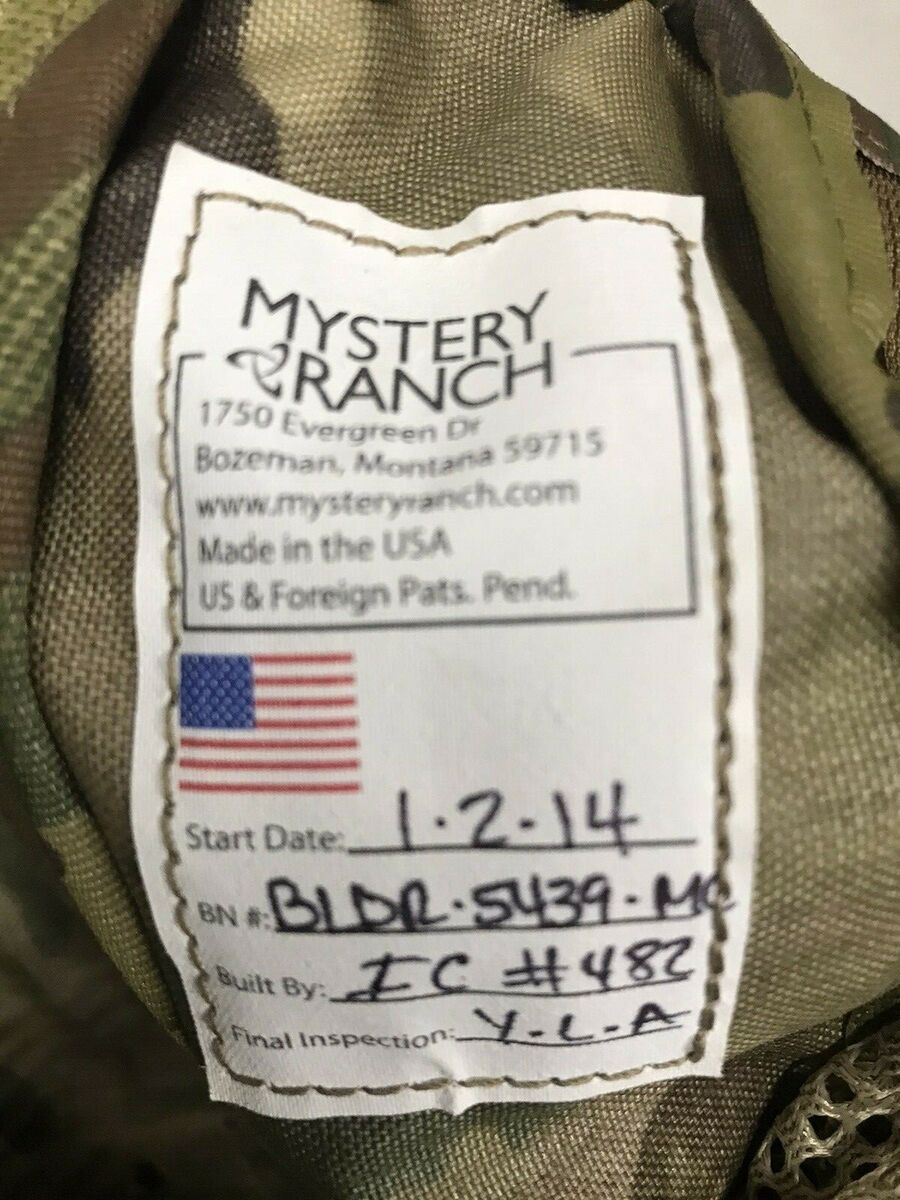 MYSTERY
RANCH
1750 Evergreen Dr
Bozeman, Montana 59715
www.mysteryranch.com
Made in the USA
US & Foreign Pats. Pend.
Start Date: 1·2-14
BN #: BLDR·5439-MC
Built By: IC #482
Final Inspection: Y-L-A